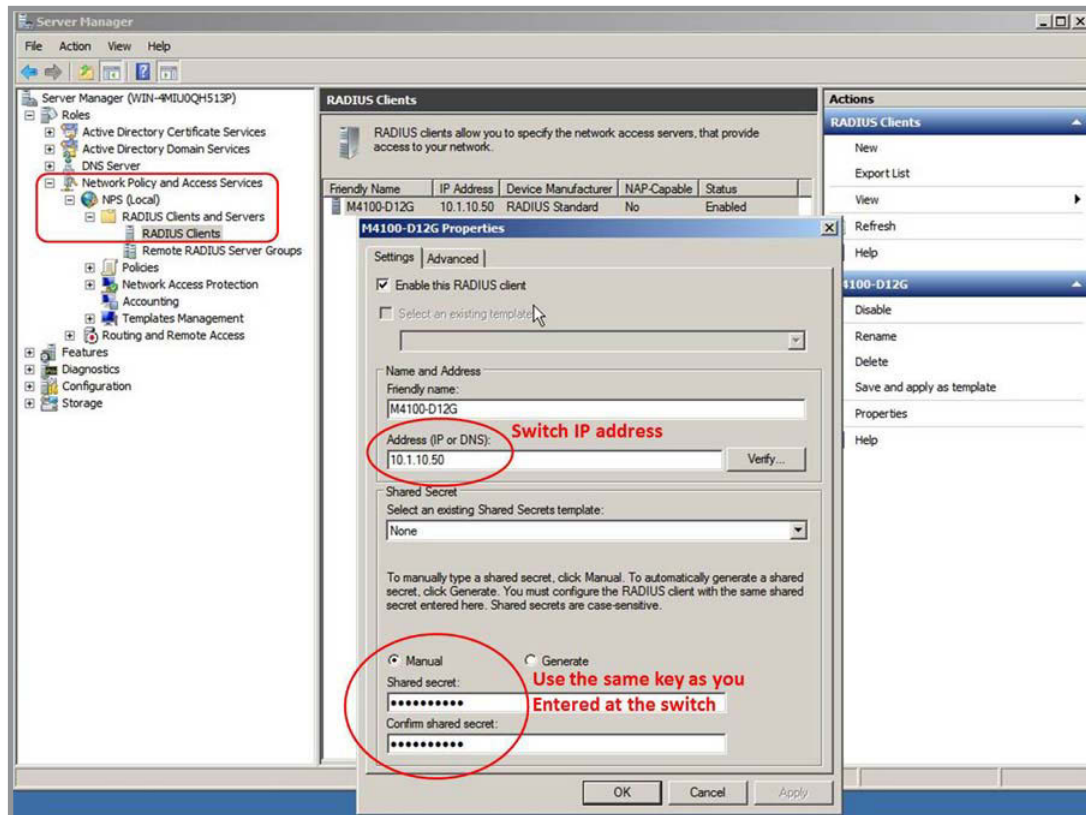 Server Manager
File Action View Help
Server Manager (WIN-4MIU0QH513P)
Roles
Active Directory Certificate Services
Active Directory Domain Services
DNS Server
Network Policy and Access Services
NPS (Local)
RADIUS Clients and Servers
RADIUS Clients
Remote RADIUS Server Groups
Policies
Network Access Protection
Accounting
Templates Management
Routing and Remote Access
Features
Diagnostics
Configuration
Storage
RADIUS Clients
RADIUS clients allow you to specify the network access servers, that provide
access to your network.
Friendly Name IP Address Device Manufacturer NAP-Capable Status
M4100-D12G 10.1.10.50 RADIUS Standard No Enabled
M4100-D12G Properties
Settings Advanced
Enable this RADIUS client
Select an existing template
Name and Address
Friendly name:
M4100-D12G
Address (IP or DNS):
Switch IP address
10.1.10.50
Verify...
Shared Secret
Select an existing Shared Secrets template:
None
To manually type a shared secret, click Manual. To automatically generate a shared
secret, click Generate. You must configure the RADIUS client with the same shared
secret entered here. Shared secrets are case-sensitive.
Manual Generate
Shared secret:
Use the same key as you
Entered at the switch
Confirm shared secret:
OK Cancel Apply
Actions
RADIUS Clients
New
Export List
View
Refresh
Help
4100-D12G
Disable
Rename
Delete
Save and apply as template
Properties
Help